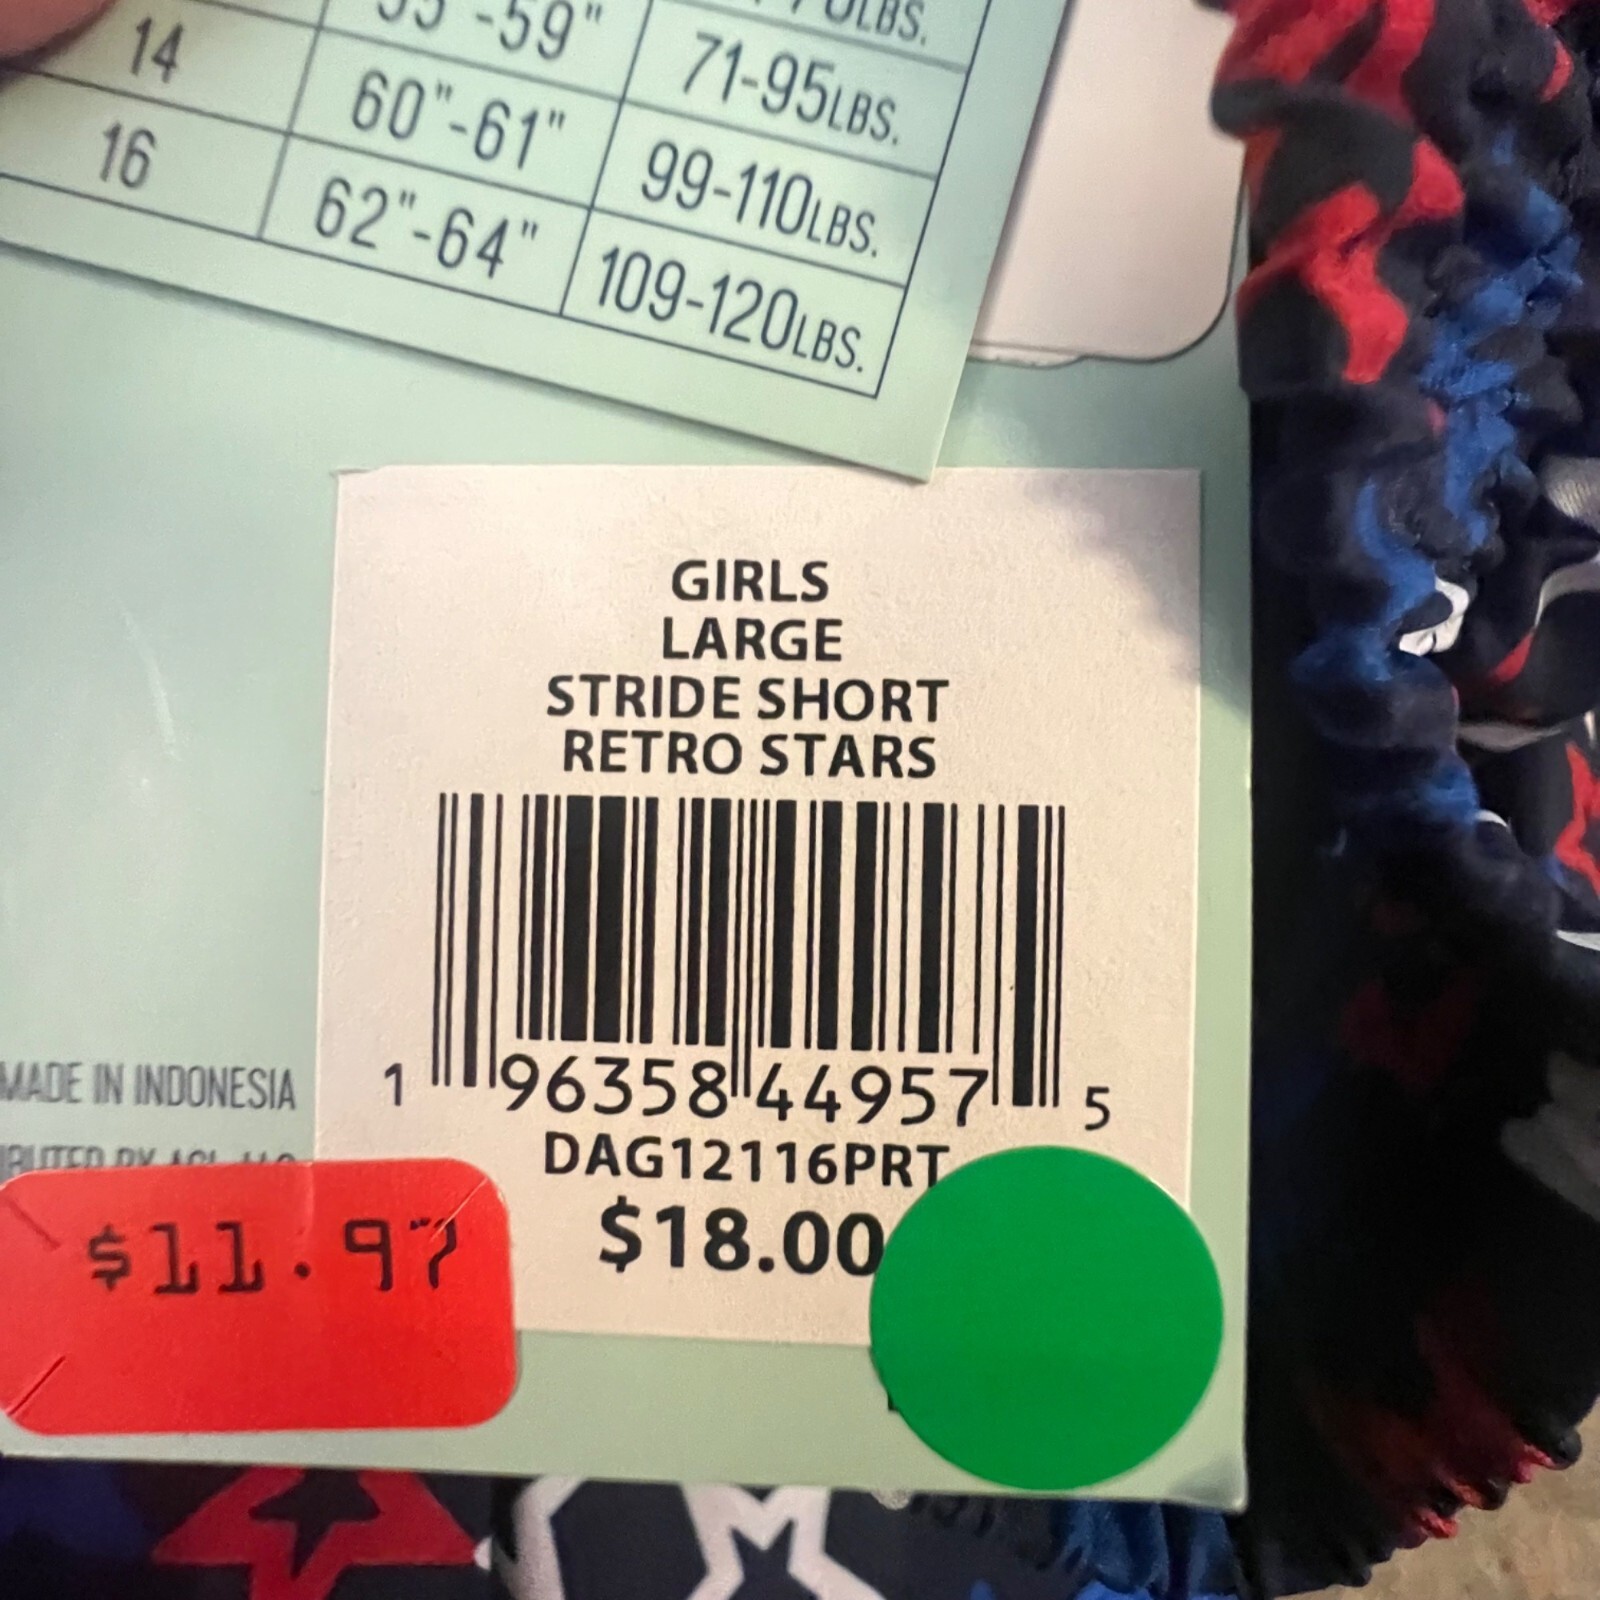 14 55"-59" 71-95LBS.
16 60"-61" 99-110LBS.
62"-64" 109-120LBS.
GIRLS
LARGE
STRIDE SHORT
RETRO STARS
1 96358 44957 5
DAG12116PRT
$18.00
MADE IN INDONESIA
$11.97